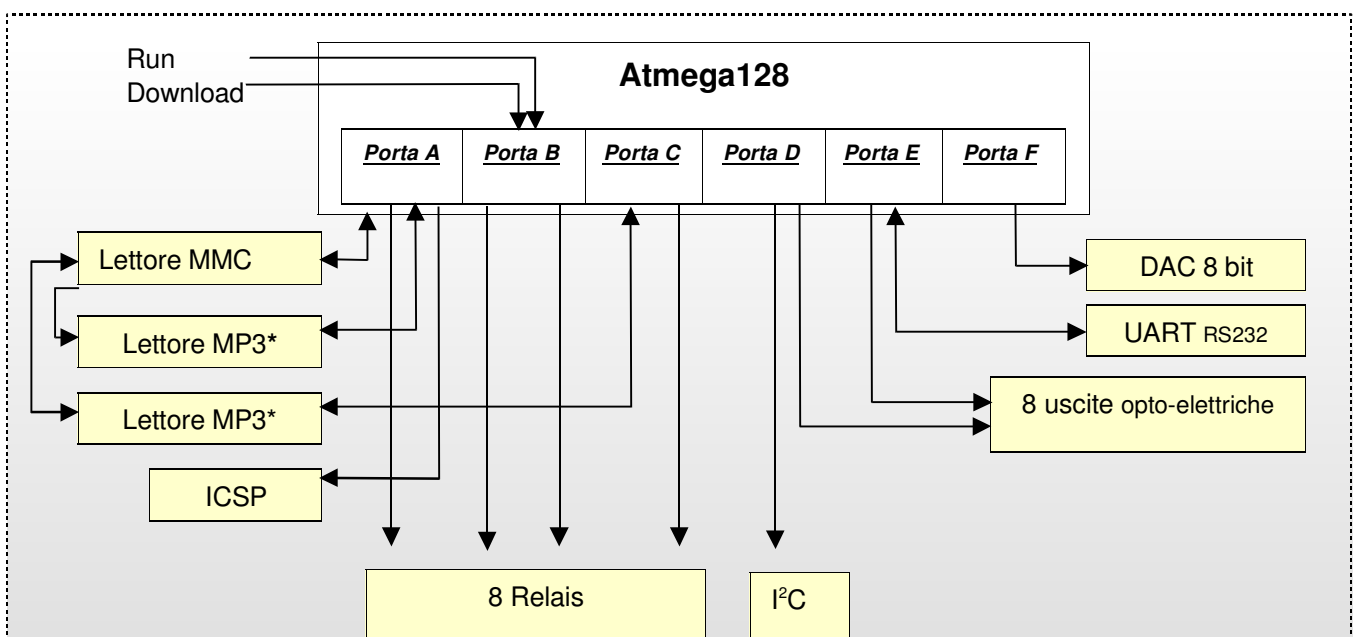 Run
Download
Atmega128
Porta A
Porta B
Porta C
Porta D
Porta E
Porta F
Lettore MMC
Lettore MP3*
Lettore MP3*
ICSP
DAC 8 bit
UART RS232
8 uscite opto-elettriche
8 Relais
I²C